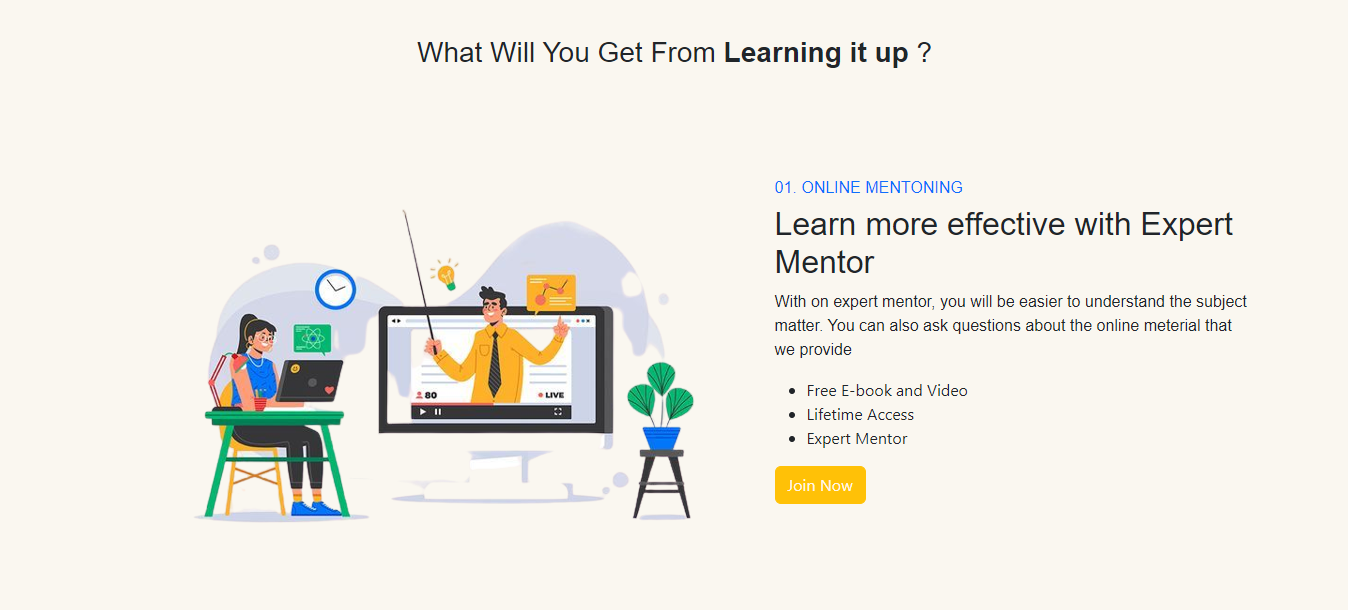 What Will You Get From Learning it up ?
01. ONLINE MENTONING
Learn more effective with Expert
Mentor
With on expert mentor, you will be easier to understand the subject
matter. You can also ask questions about the online meterial that
we provide
Free E-book and Video
Lifetime Access
Expert Mentor
Join Now
80
LIVE